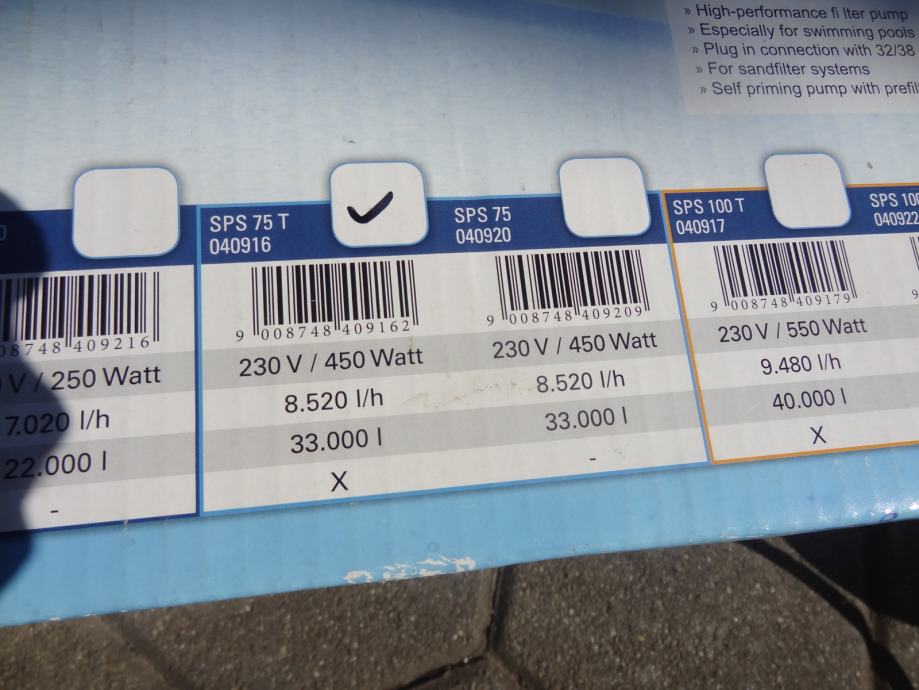 » High-performance fi lter pump
» Especially for swimming pools
» Plug in connection with 32/38
» For sandfilter systems
» Self priming pump with
SPS 75 T
040916
SPS 75
040920
SPS 100 T
040917
SPS
040922
08748 409216
9 008748 409162
9 008748 409209
9 008748 409179
V / 250 Watt
230 V / 450 Watt
230 V / 450 Watt
230 V / 550 Watt
7.020 l/h
8.520 l/h
8.520 l/h
9.480 l/h
22.000 l
33.000 l
33.000 l
40.000 l
-
X
-
X